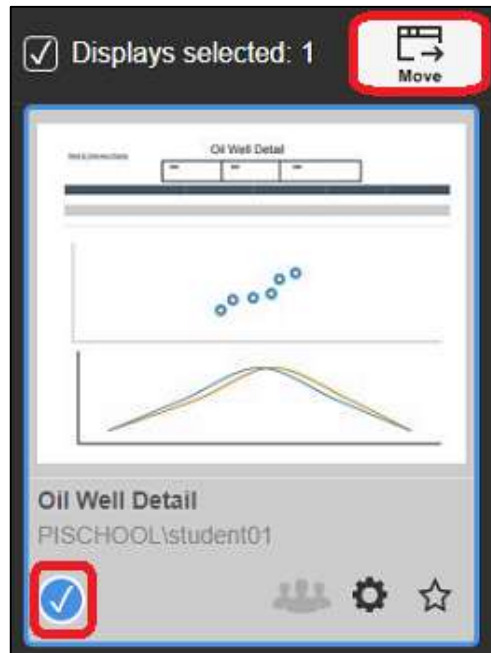 Displays selected: 1
Move
Oil Well Detail
Oil Well Detail
PISCHOOL\student01